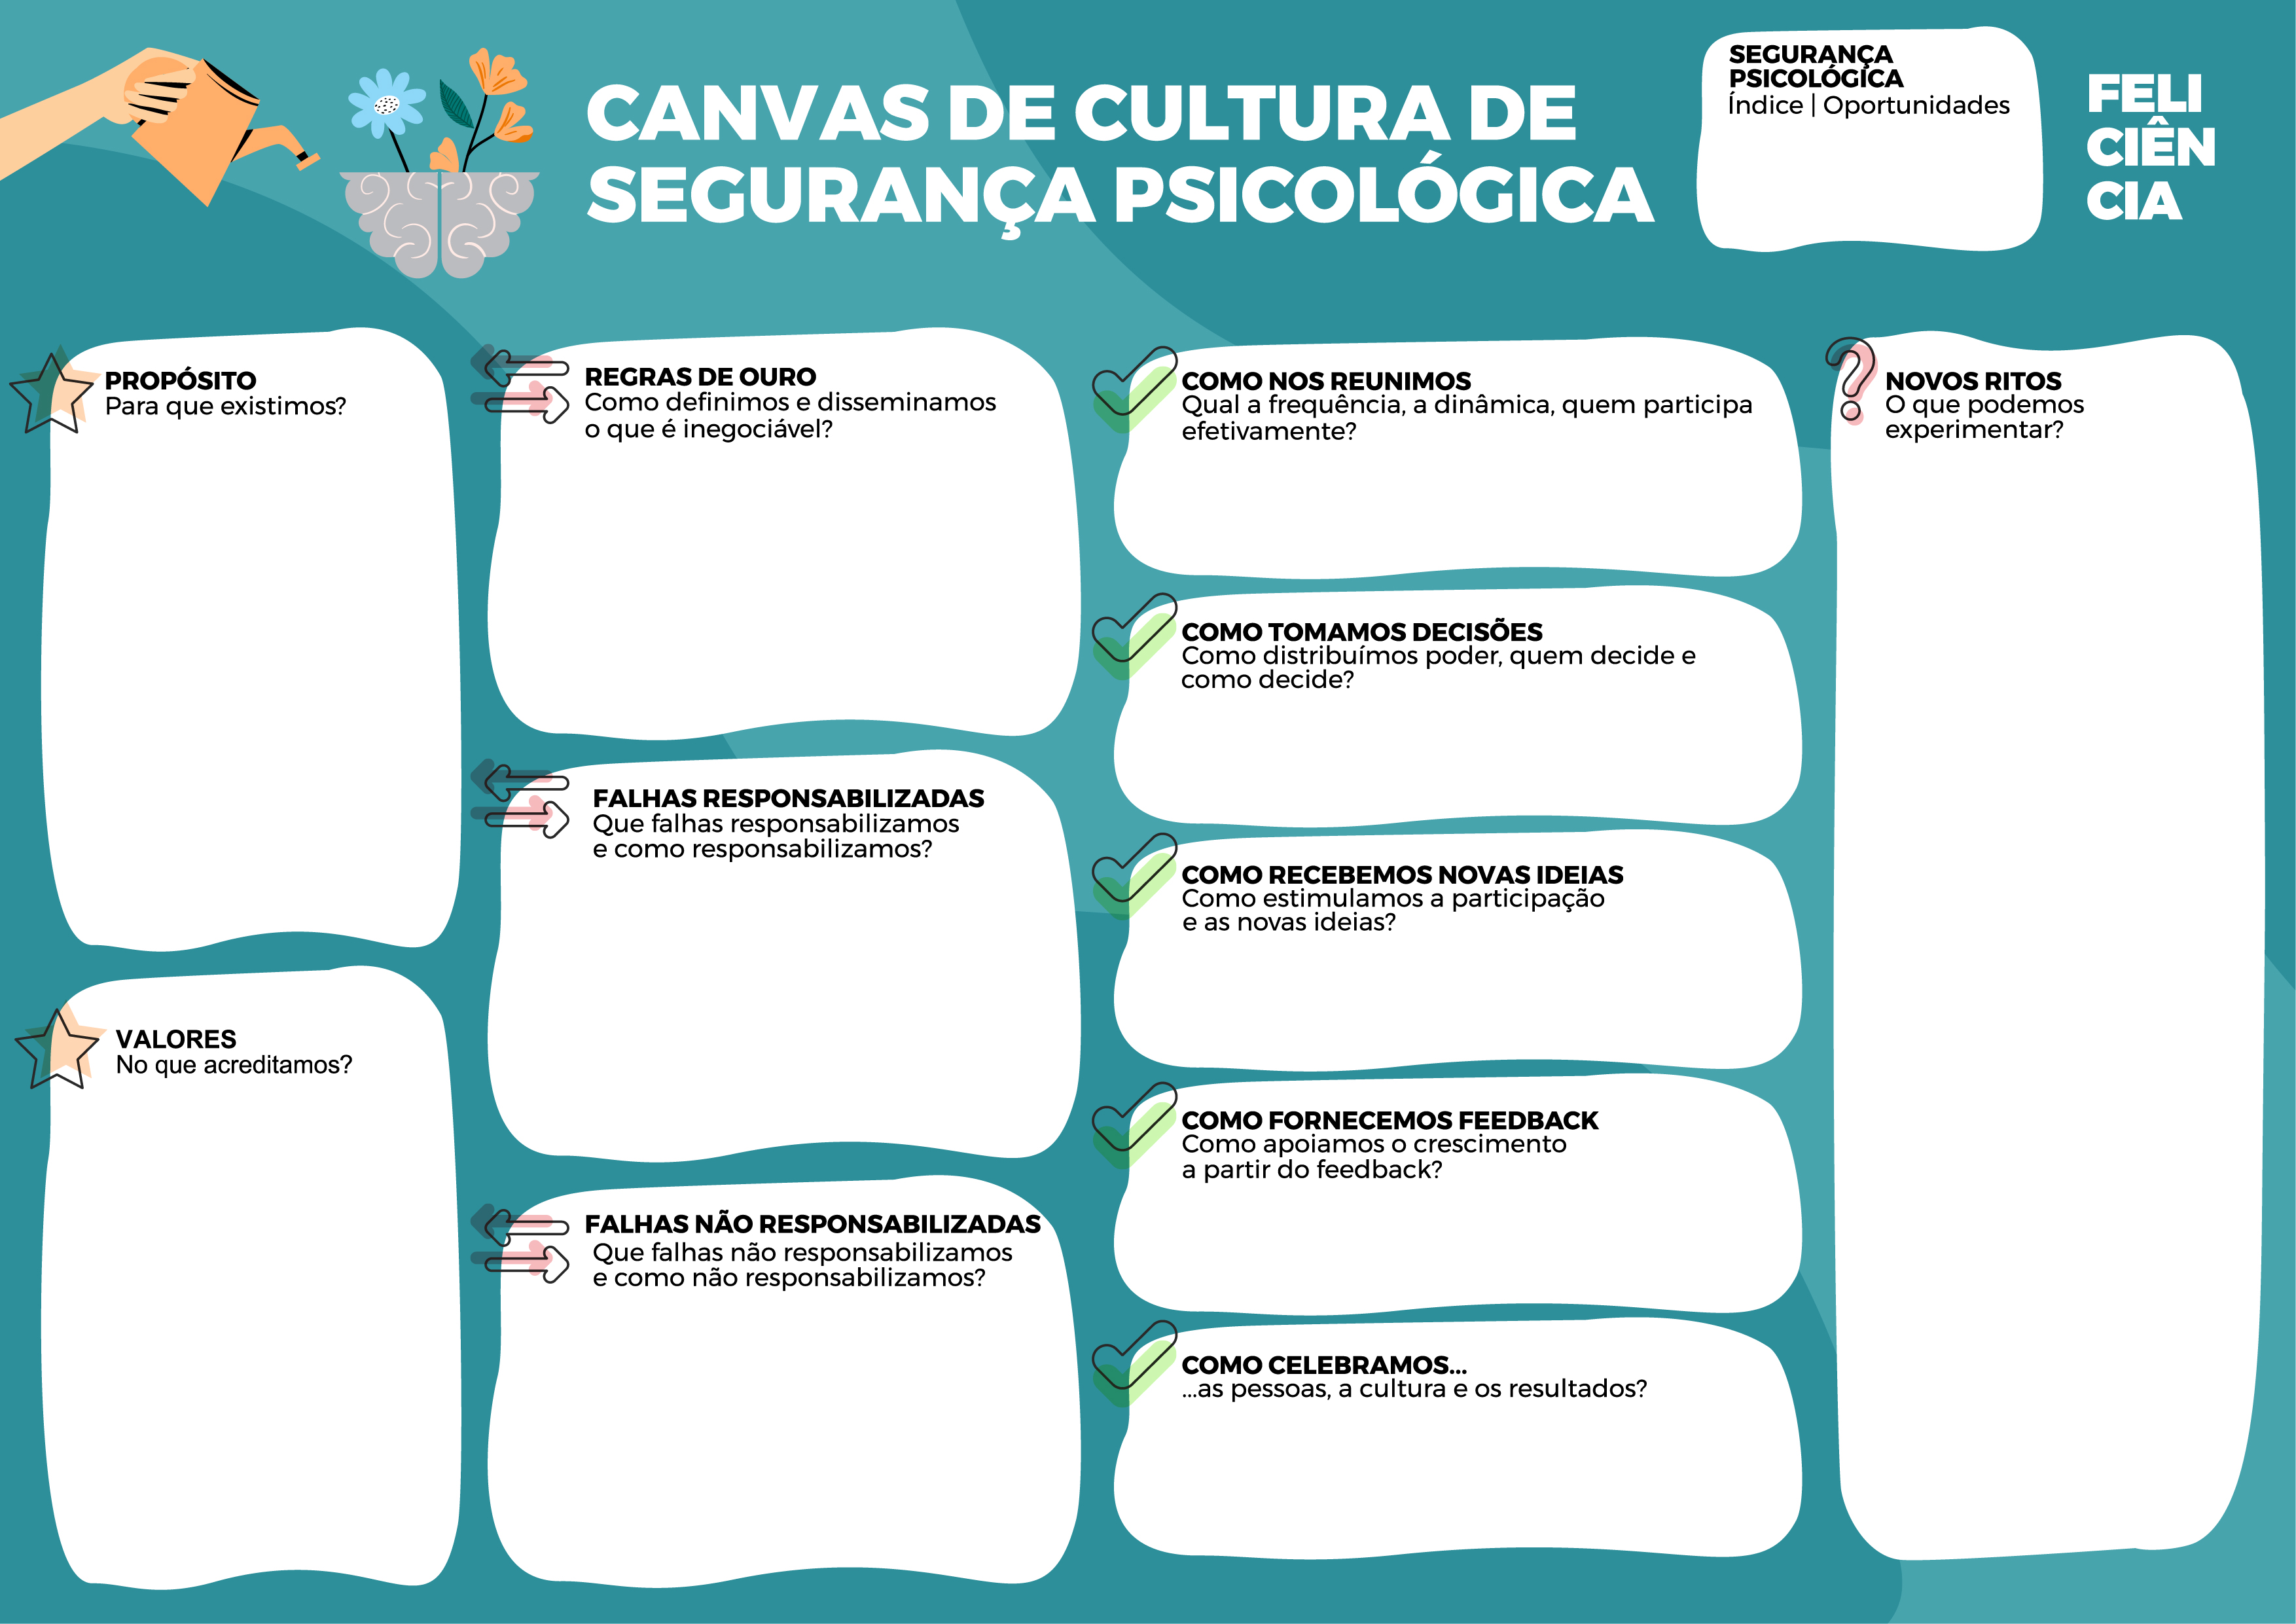 CANVAS DE CULTURA DE
SEGURANÇA PSICOLÓGICA
SEGURANÇA
PSICOLÓGICA
Índice | Oportunidades
FELI
CIÊN
CIA
PROPÓSITO
Para que existimos?
VALORES
No que acreditamos?
REGRAS DE OURO
Como definimos e disseminamos
o que é inegociável?
FALHAS RESPONSABILIZADAS
Que falhas responsabilizamos
e como responsabilizamos?
FALHAS NÃO RESPONSABILIZADAS
Que falhas não responsabilizamos
e como não responsabilizamos?
COMO NOS REUNIMOS
Qual a frequência, a dinâmica, quem participa
efetivamente?
COMO TOMAMOS DECISÕES
Como distribuímos poder, quem decide e
como decide?
COMO RECEBEMOS NOVAS IDEIAS
Como estimulamos a participação
e as novas ideias?
COMO FORNECEMOS FEEDBACK
Como apoiamos o crescimento
a partir do feedback?
COMO CELEBRAMOS...
...as pessoas, a cultura e os resultados?
NOVOS RITOS
O que podemos
experimentar?